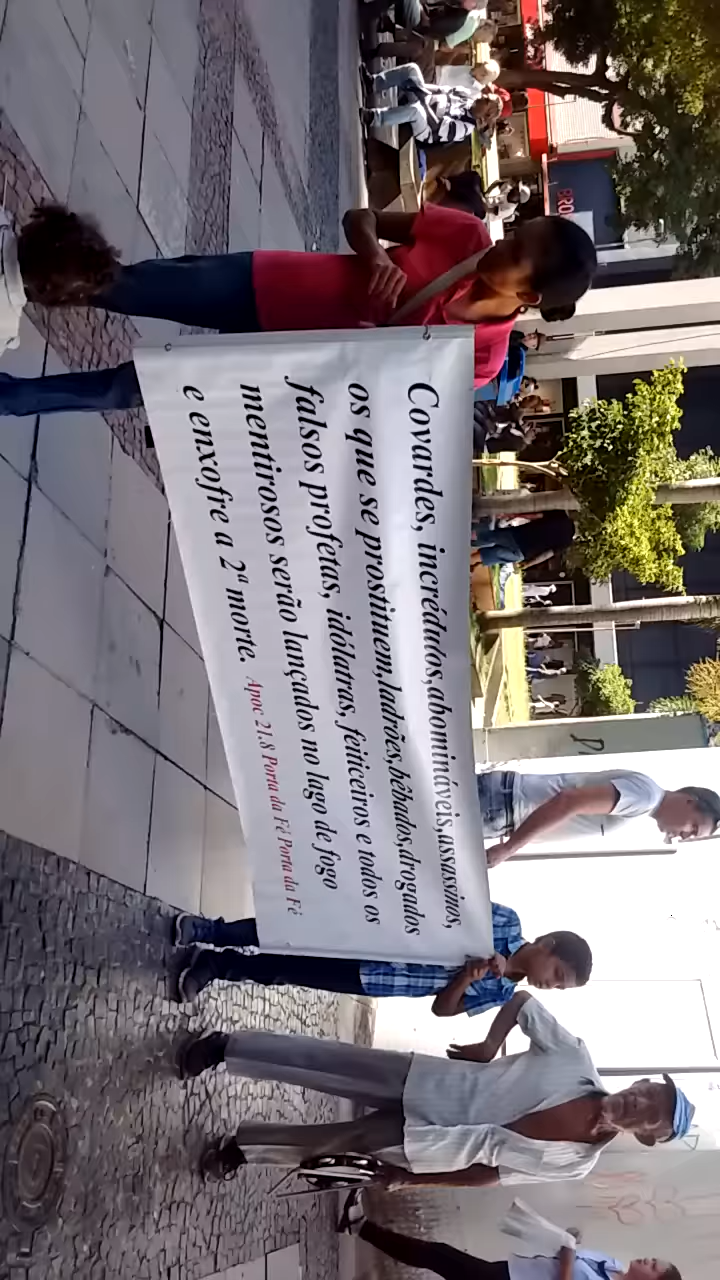 Covardes, incrédulos,abomináveis,assassinos,
os que se prostituem,ladrões,bêbados,drogados
falsos profetas, idólatras, feiticeiros e todos os
mentirosos serão lançados no lago de fogo
e enxofre a 2ª morte. Apoc 21.8 Porta da Fé Porta da Fé
BRO